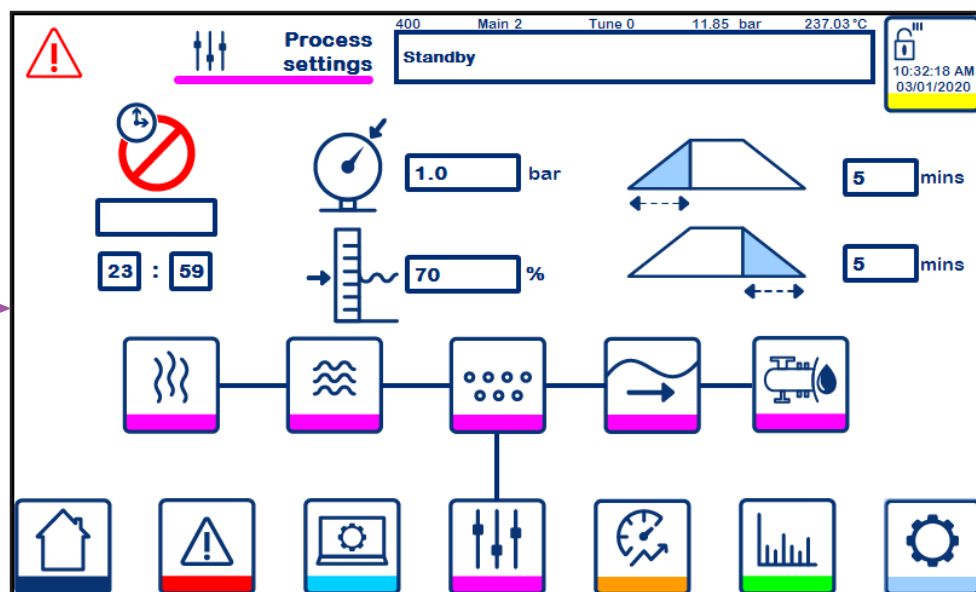 400 Main 2 Tune 0 11.85 bar 237.03 °C
Process
settings
Standby
10:32:18 AM
03/01/2020
1.0 bar
5 mins
23 : 59
70 %
5 mins